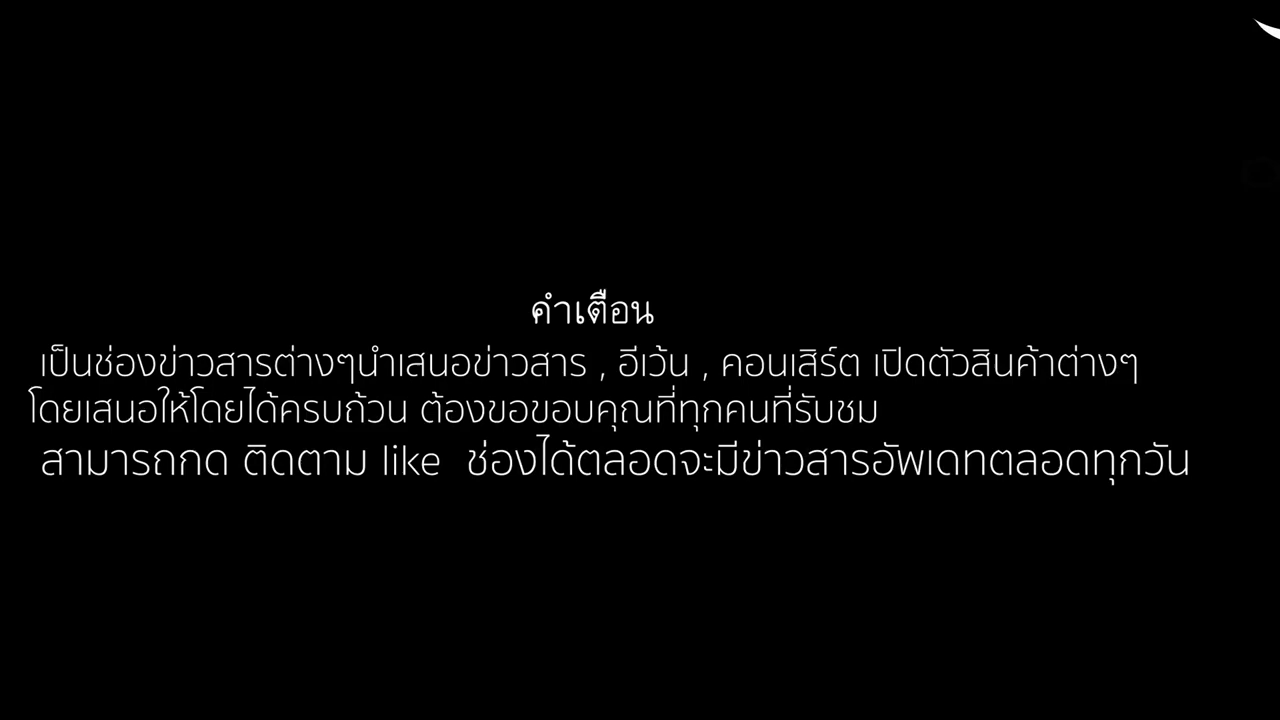 คำเตือน
เป็นช่องข่าวสารต่างๆนำเสนอข่าวสาร , อีเว้น , คอนเสิร์ต เปิดตัวสินค้าต่างๆ
โดยเสนอให้โดยได้ครบถ้วน ต้องขอขอบคุณที่ทุกคนที่รับชม
สามารถกด ติดตาม like ช่องได้ตลอดจะมีข่าวสารอัพเดทตลอดทุกวัน